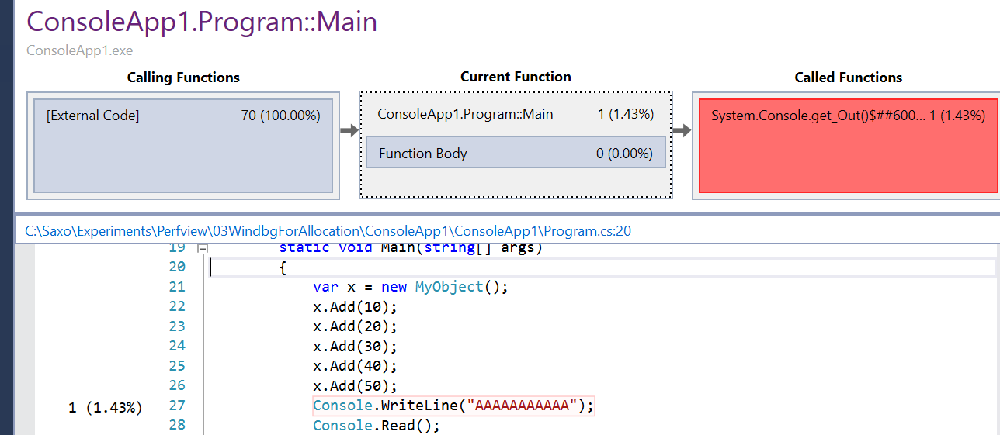 ConsoleApp1.Program::Main
ConsoleApp1.exe
Calling Functions Current Function Called Functions
[External Code] 70 (100.00%) ConsoleApp1.Program::Main 1 (1.43%) System.Console.get_Out()$##600... 1 (1.43%)
Function Body 0 (0.00%)
C:\Saxo\Experiments\Perfview\03WindbgForAllocation\ConsoleApp1\ConsoleApp1\Program.cs:20
19 static void Main(string[] args)
20 {
21 var x = new MyObject();
22 x.Add(10);
23 x.Add(20);
24 x.Add(30);
25 x.Add(40);
26 x.Add(50);
1 (1.43%) 27 Console.WriteLine("AAAAAAAAAAA");
28 Console.Read();